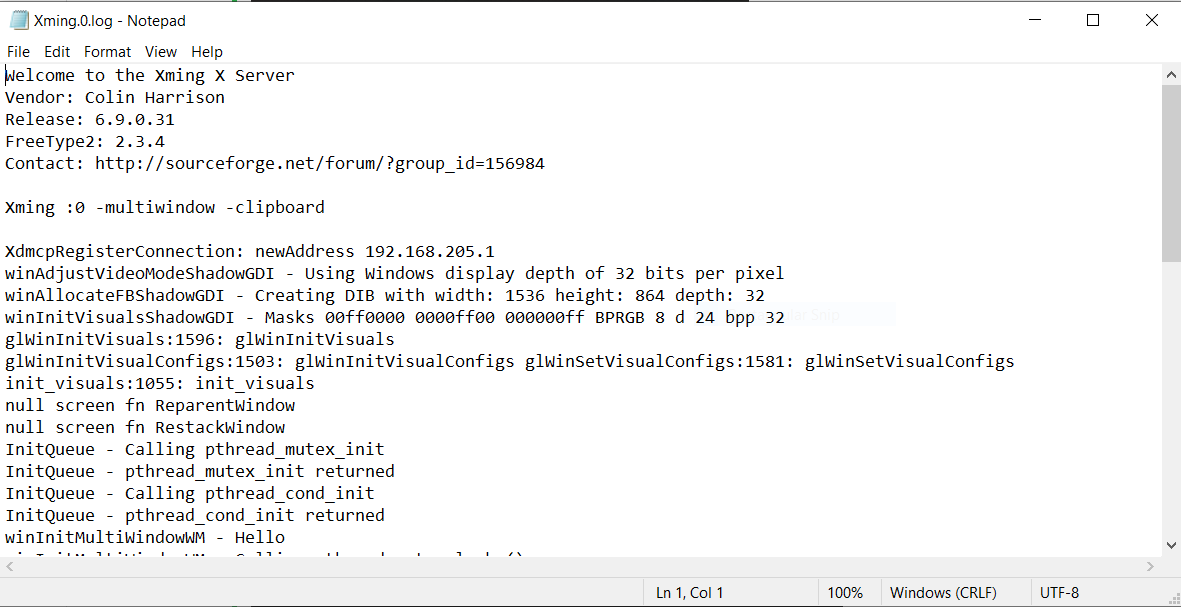 Xming.0.log - Notepad
File Edit Format View Help
Welcome to the Xming X Server
Vendor: Colin Harrison
Release: 6.9.0.31
FreeType2: 2.3.4
Contact: http://sourceforge.net/forum/?group_id=156984
Xming :0 -multiwindow -clipboard
XdmcpRegisterConnection: newAddress 192.168.205.1
winAdjustVideoModeShadowGDI - Using Windows display depth of 32 bits per pixel
winAllocateFBShadowGDI - Creating DIB with width: 1536 height: 864 depth: 32
winInitVisualsShadowGDI - Masks 00ff0000 0000ff00 000000ff BPRGB 8 d 24 bpp 32
glWinInitVisuals:1596: glWinInitVisuals
glWinInitVisualConfigs:1503: glWinInitVisualConfigs glWinSetVisualConfigs:1581: glWinSetVisualConfigs
init_visuals:1055: init_visuals
null screen fn ReparentWindow
null screen fn RestackWindow
InitQueue - Calling pthread_mutex_init
InitQueue - pthread_mutex_init returned
InitQueue - Calling pthread_cond_init
InitQueue - pthread_cond_init returned
winInitMultiWindowWM - Hello
Ln 1, Col 1 100% Windows (CRLF) UTF-8